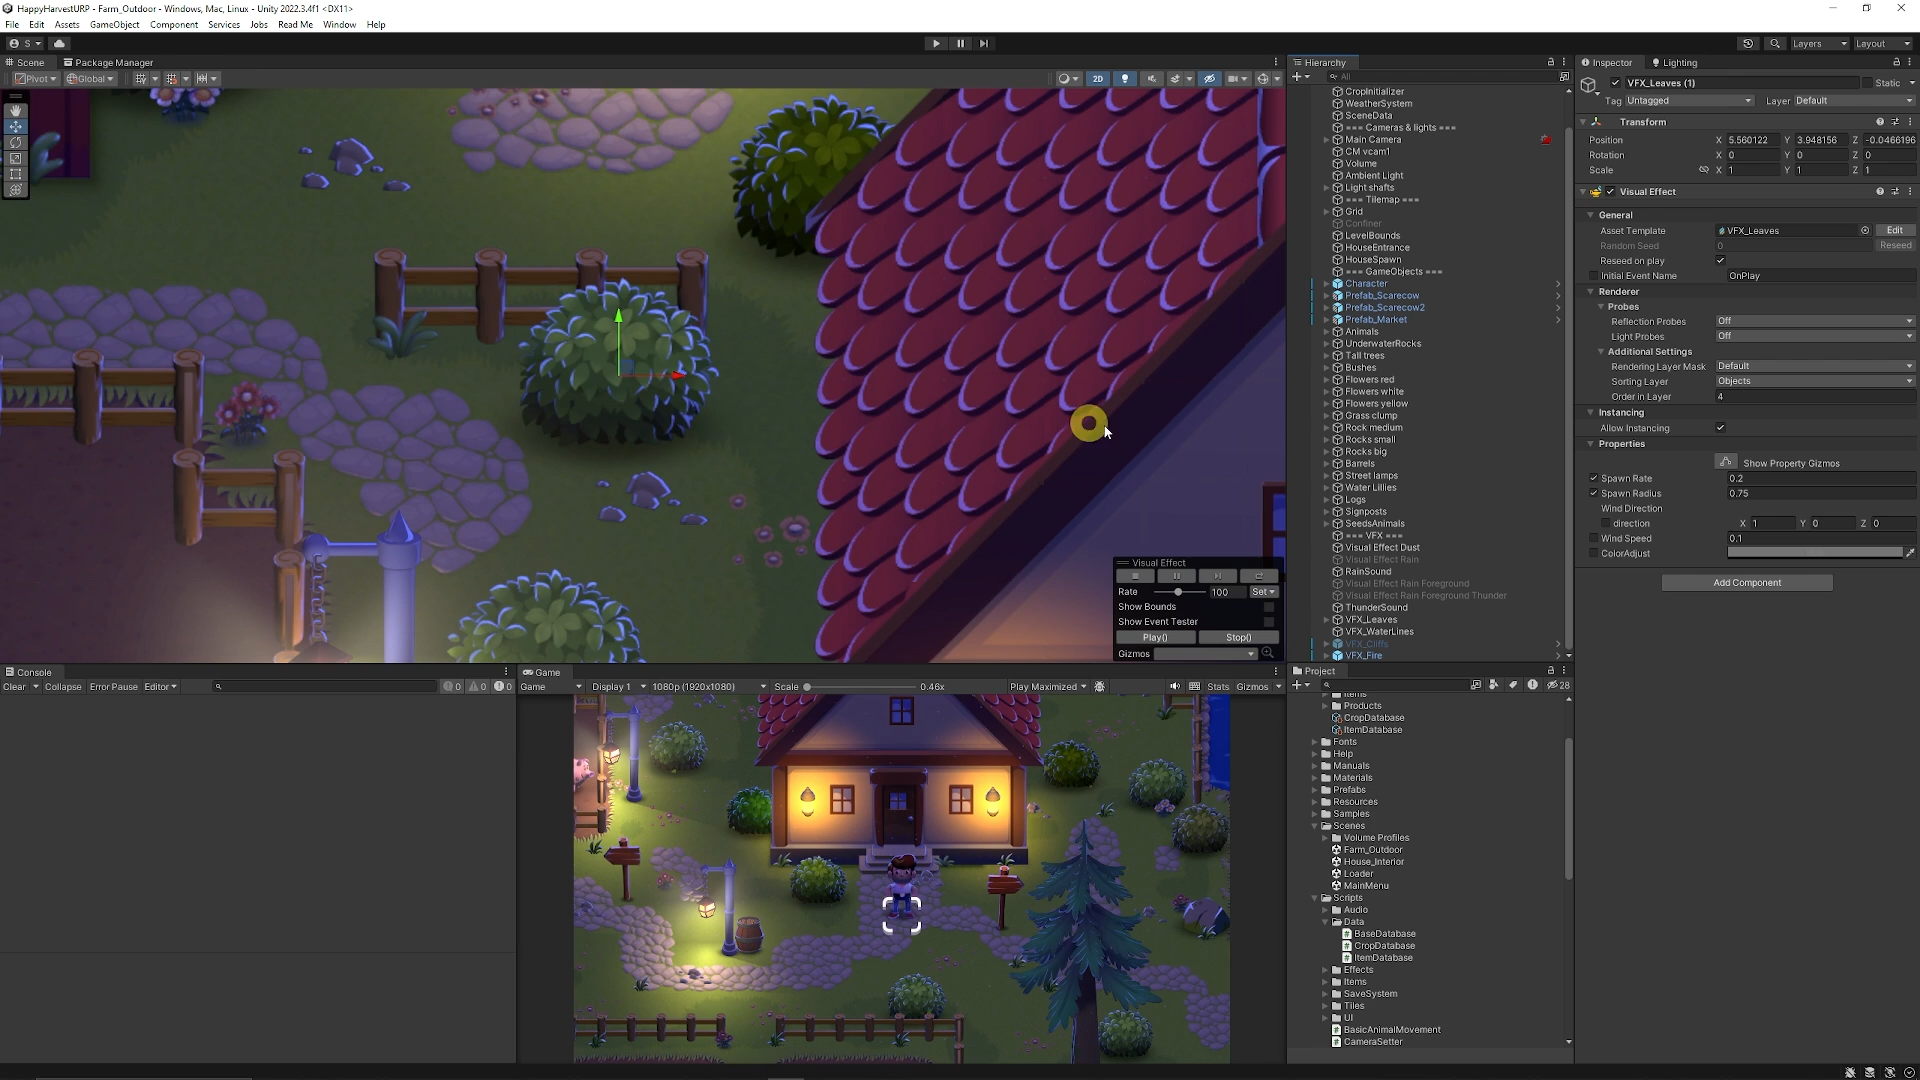 HappyHarvestURP - Farm_Outdoor - Windows, Mac, Linux - Unity 2022.3.4f1 <DX11>
File Edit Assets GameObject Component Services Jobs Read Me Window Help
S Layers Layout
Scene Package Manager
Pivot Global 2D
Visual Effect
Rate 100 Set
Show Bounds
Show Event Tester
Play() Stop()
Gizmos
Hierarchy
All
CropInitializer
WeatherSystem
SceneData
=== Cameras & lights ===
Main Camera
CM vcam1
Volume
Ambient Light
Light shafts
=== Tilemap ===
Grid
Confiner
LevelBounds
HouseEntrance
HouseSpawn
=== GameObjects ===
Character
Prefab_Scarecow
Prefab_Scarecow2
Prefab_Market
Animals
UnderwaterRocks
Tall trees
Bushes
Flowers red
Flowers white
Flowers yellow
Grass clump
Rock medium
Rocks small
Rocks big
Barrels
Street lamps
Water Lillies
Logs
Signposts
SeedsAnimals
=== VFX ===
Visual Effect Dust
Visual Effect Rain
RainSound
Visual Effect Rain Foreground
Visual Effect Rain Foreground Thunder
ThunderSound
VFX_Leaves
VFX_WaterLines
VFX_Cliffs
VFX_Fire
Inspector Lighting
VFX_Leaves (1) Static
Tag Untagged Layer Default
Transform
Position X 5.560122 Y 3.948156 Z -0.0466196
Rotation X 0 Y 0 Z 0
Scale X 1 Y 1 Z 1
Visual Effect
General
Asset Template VFX_Leaves Edit
Random Seed 0 Reseed
Reseed on play
Initial Event Name OnPlay
Renderer
Probes
Reflection Probes Off
Light Probes Off
Additional Settings
Rendering Layer Mask Default
Sorting Layer Objects
Order in Layer 4
Instancing
Allow Instancing
Properties
Show Property Gizmos
Spawn Rate 0.2
Spawn Radius 0.75
Wind Direction
direction X 1 Y 0 Z 0
Wind Speed 0.1
ColorAdjust
Add Component
Console
Clear Collapse Error Pause Editor 0 0 0
Game
Game Display 1 1080p (1920x1080) Scale 0.46x Play Maximized Stats Gizmos
Project
28
Items
Products
CropDatabase
ItemDatabase
Fonts
Help
Manuals
Materials
Prefabs
Resources
Samples
Scenes
Volume Profiles
Farm_Outdoor
House_Interior
Loader
MainMenu
Scripts
Audio
Data
BaseDatabase
CropDatabase
ItemDatabase
Effects
Items
SaveSystem
Tiles
UI
BasicAnimalMovement
CameraSetter